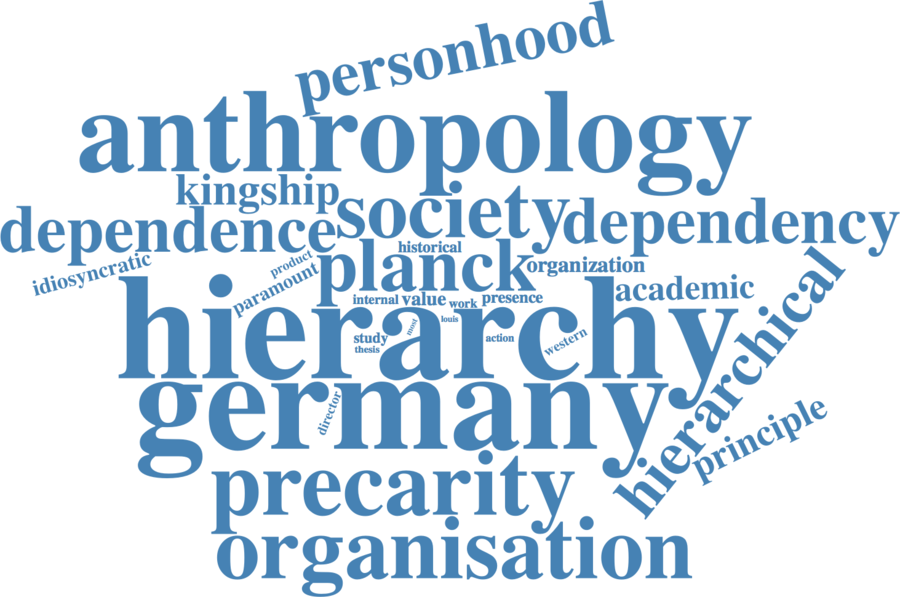 personhood
anthropology
kingship
society
dependency
dependence
historical
planck
organization
idiosyncratic
product
paramount
internal
value
work
presence
academic
hierarchy
louis
most
study
thesis
action
western
hierarchical
germany
director
principle
precarity
organisation